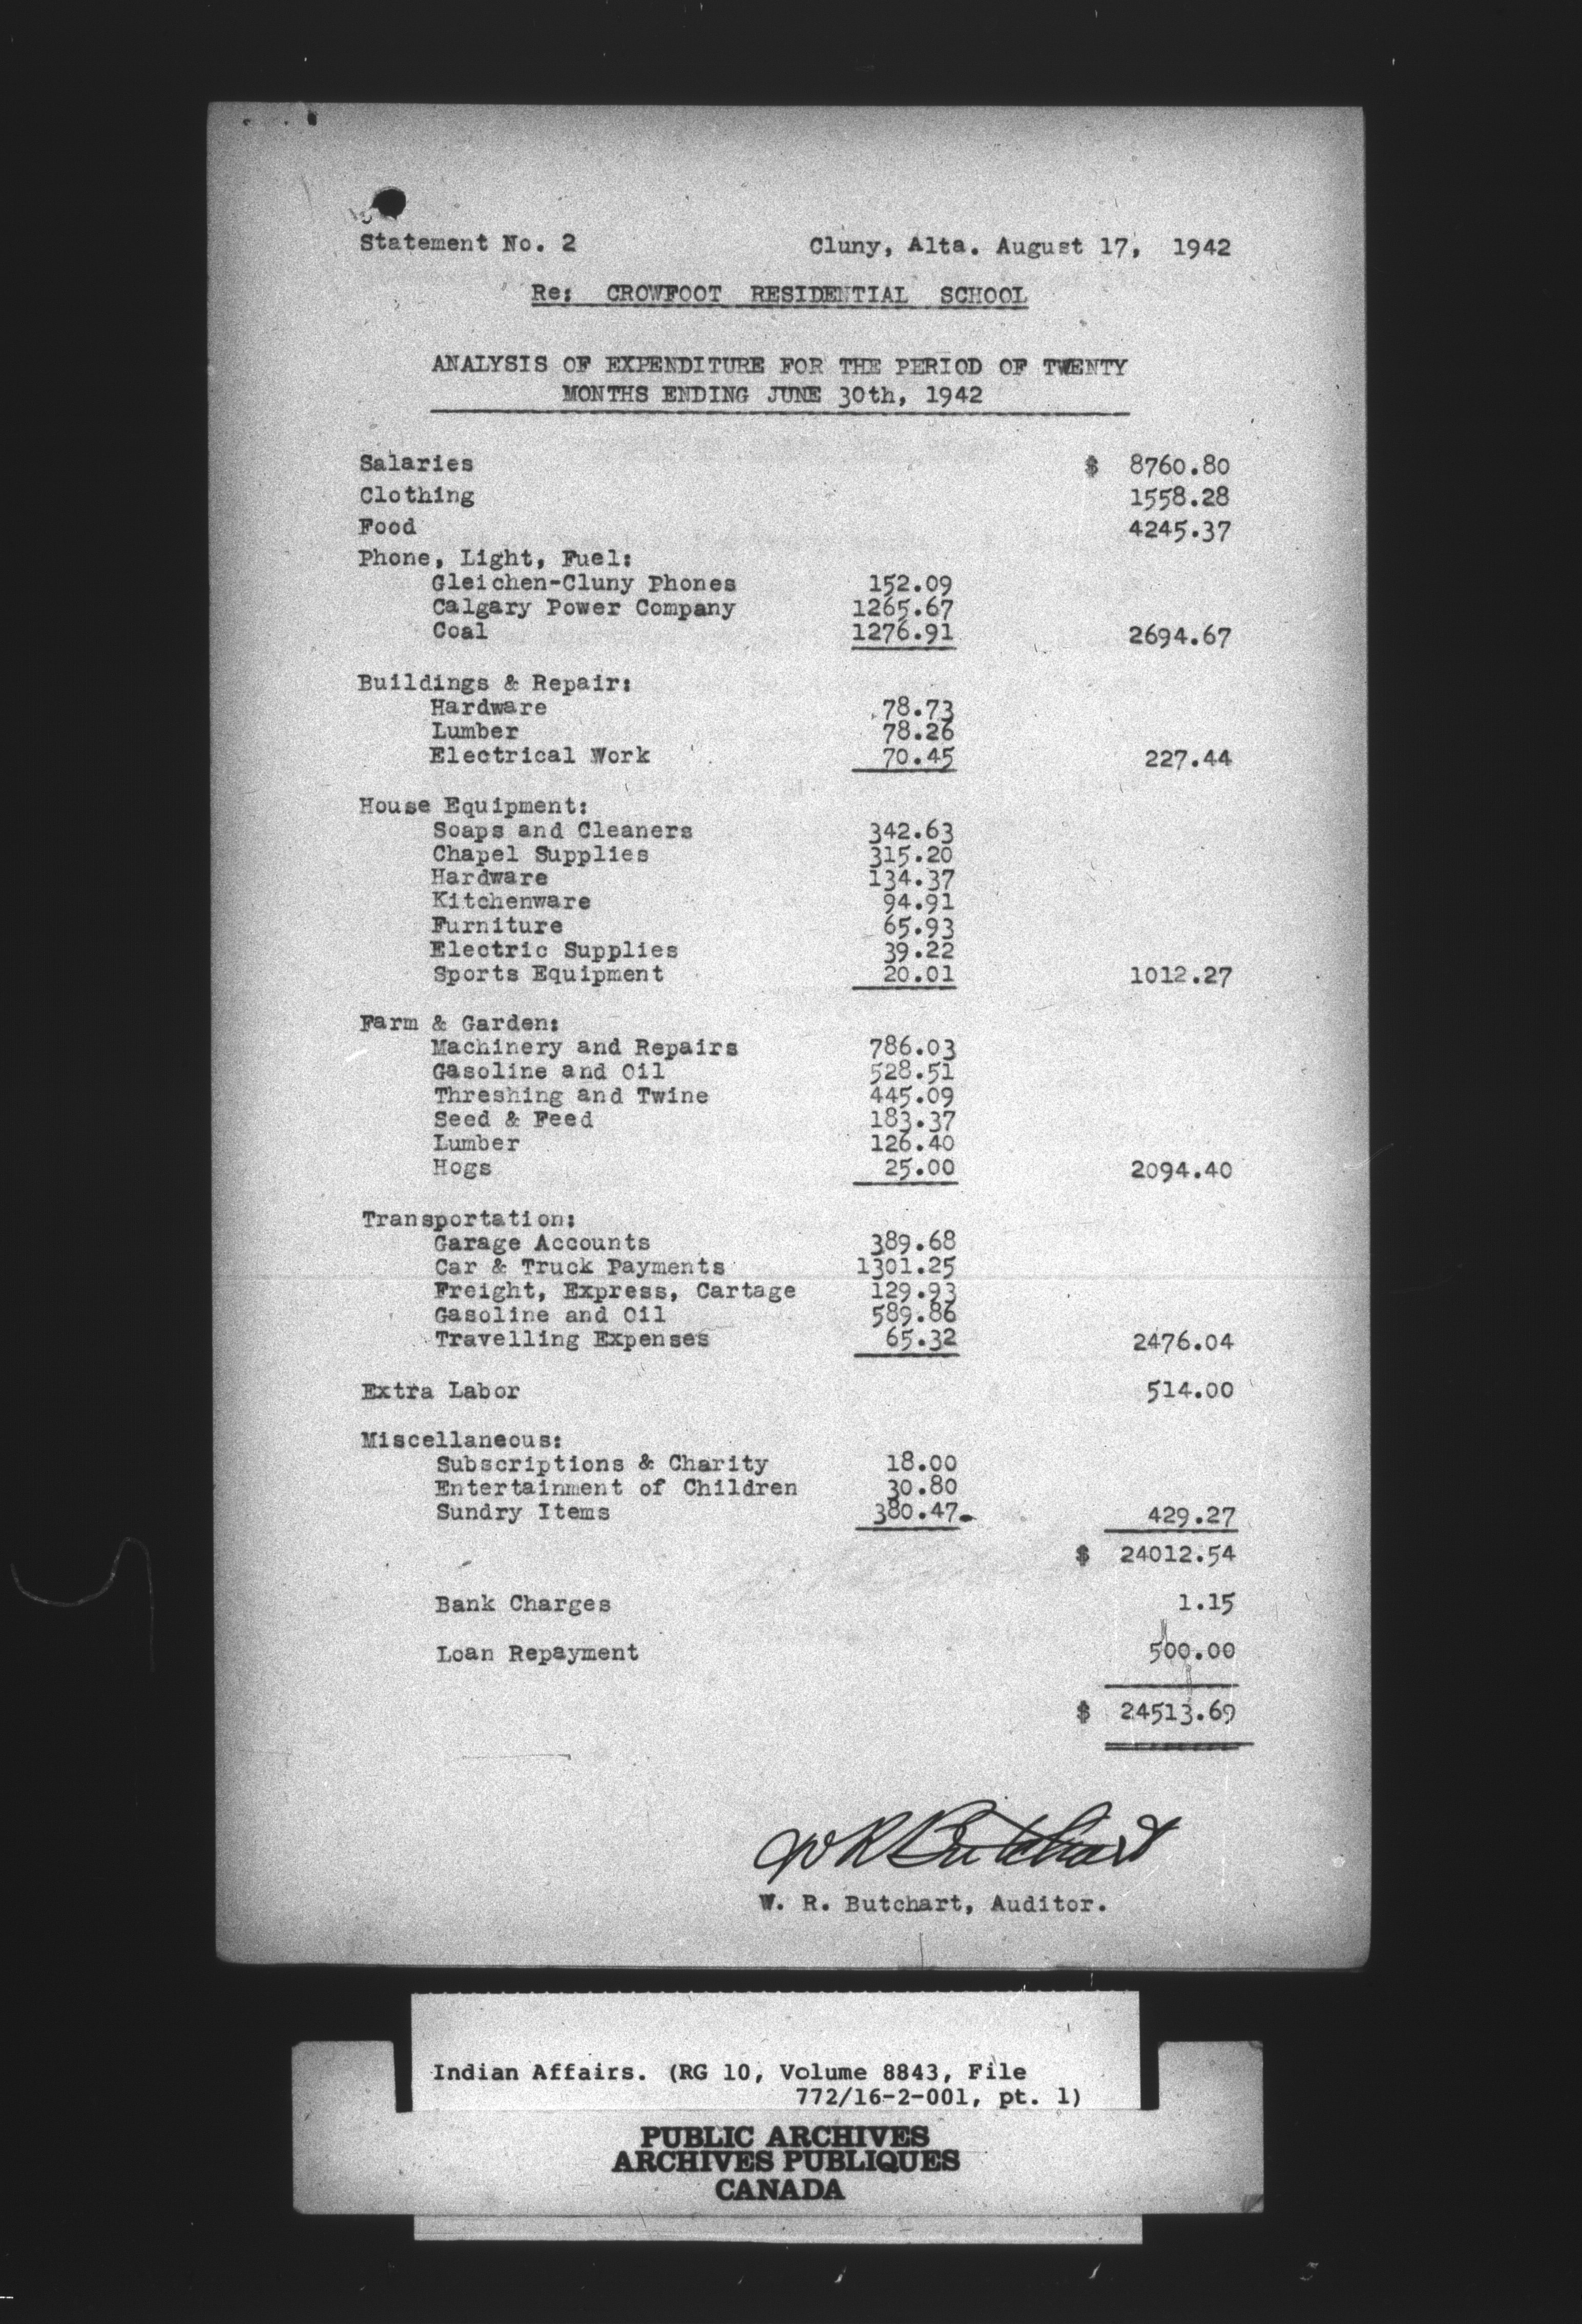 Statement No. 2 Cluny, Alta. August 17, 1942
Re: CROWFOOT RESIDENTIAL SCHOOL
ANALYSIS OF EXPENDITURE FOR THE PERIOD OF TWENTY
MONTHS ENDING JUNE 30th, 1942
Salaries $ 8760.80
Clothing 1558.28
Food 4245.37
Phone, Light, Fuel:
Gleichen-Cluny Phones 152.09
Calgary Power Company 1265.67
Coal 1276.91 2694.67
Buildings & Repair:
Hardware 78.73
Lumber 78.26
Electrical Work 70.45 227.44
House Equipment:
Soaps and Cleaners 342.63
Chapel Supplies 315.20
Hardware 134.37
Kitchenware 94.91
Furniture 65.93
Electric Supplies 39.22
Sports Equipment 20.01 1012.27
Farm & Garden:
Machinery and Repairs 786.03
Gasoline and Oil 528.51
Threshing and Twine 445.09
Seed & Feed 183.37
Lumber 126.40
Hogs 25.00 2094.40
Transportation:
Garage Accounts 389.68
Car & Truck Payments 1301.25
Freight, Express, Cartage 129.93
Gasoline and Oil 589.86
Travelling Expenses 65.32 2476.04
Extra Labor 514.00
Miscellaneous:
Subscriptions & Charity 18.00
Entertainment of Children 30.80
Sundry Items 380.47 429.27
$ 24012.54
Bank Charges 1.15
Loan Repayment 500.00
$ 24513.69
W R Butchart
W. R. Butchart, Auditor.
Indian Affairs. (RG 10, Volume 8843, File
772/16-2-001, pt. 1)
PUBLIC ARCHIVES
ARCHIVES PUBLIQUES
CANADA